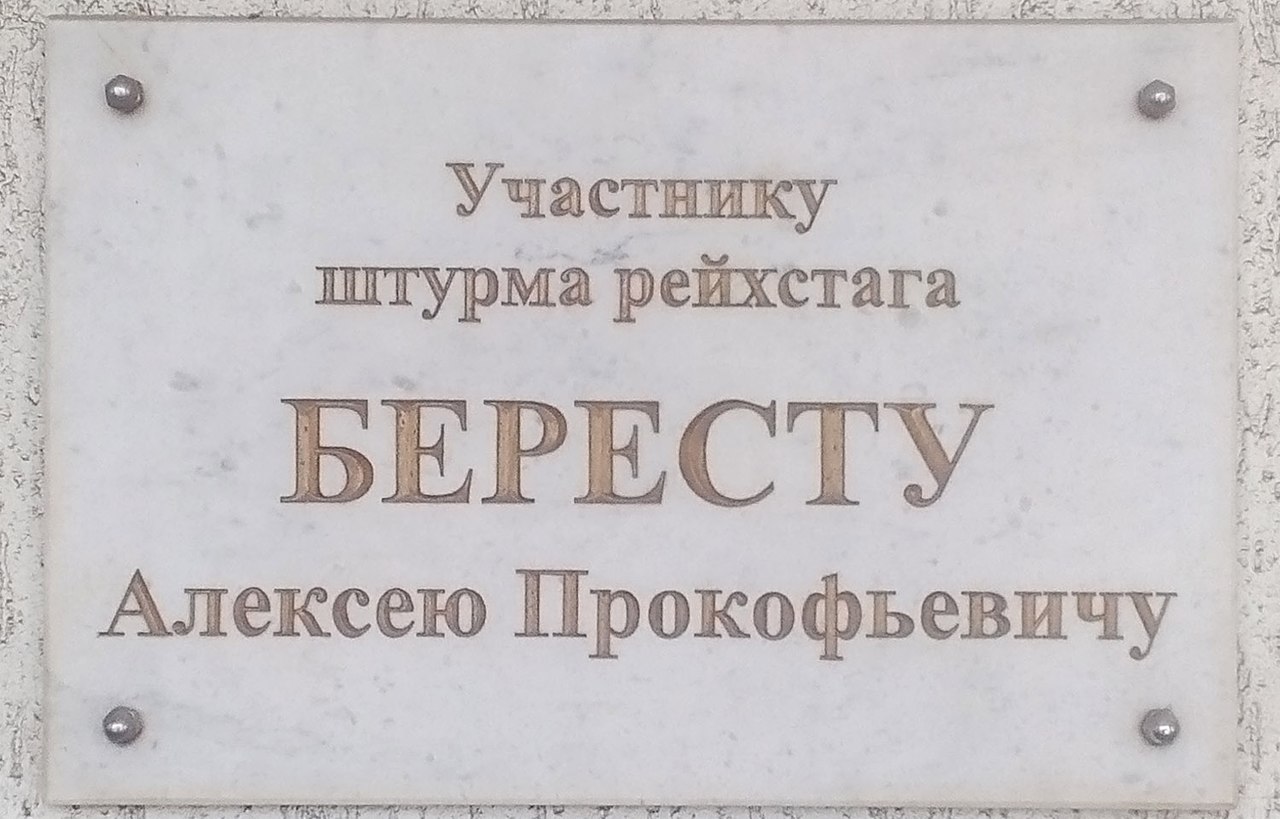 Участнику
штурма рейхстага
БЕРЕСТУ
Алексею Прокофьевичу